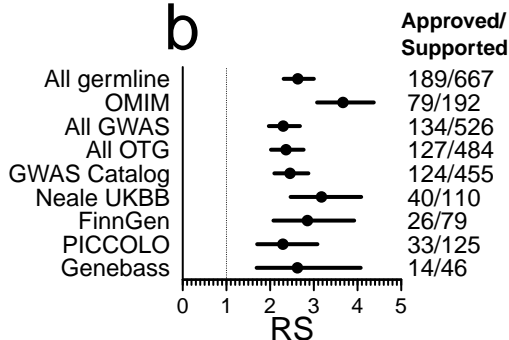 b
Approved/
Supported
All germline 189/667
OMIM 79/192
All GWAS 134/526
All OTG 127/484
GWAS Catalog 124/455
Neale UKBB 40/110
FinnGen 26/79
PICCOLO 33/125
Genebass 14/46
0 1 2 3 4 5
RS